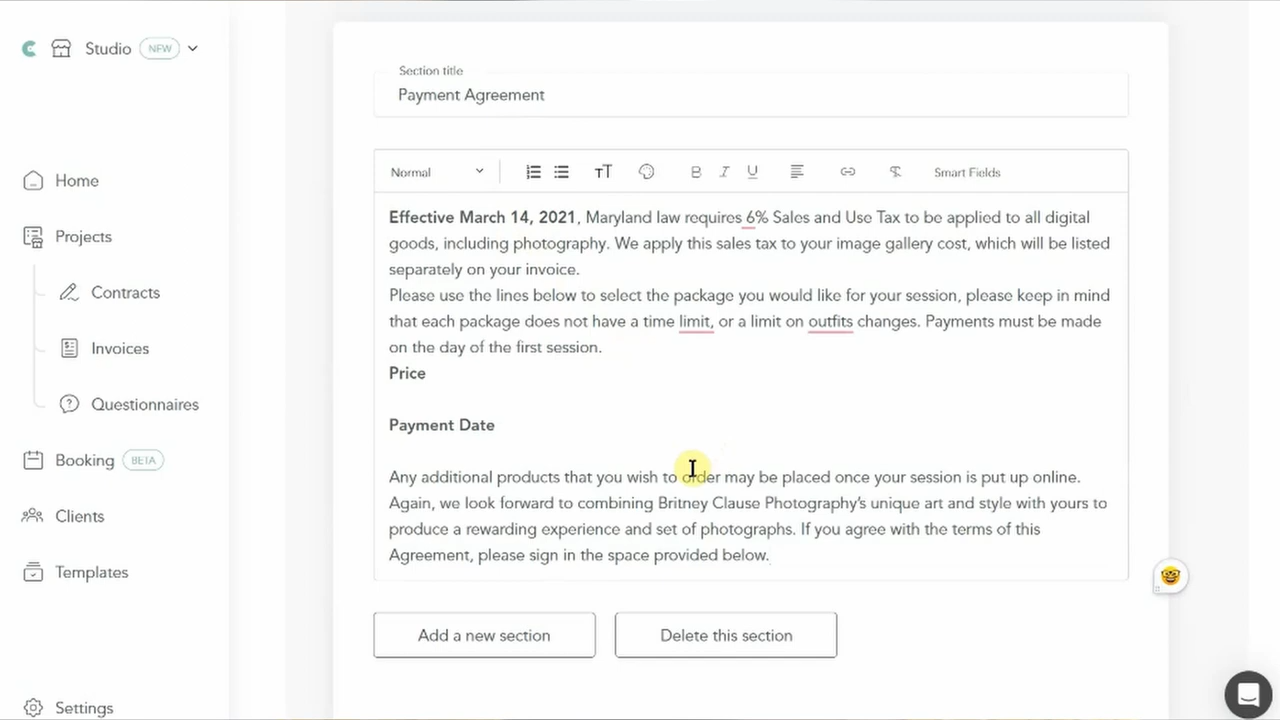 Studio NEW
Home
Projects
Contracts
Invoices
Questionnaires
Booking BETA
Clients
Templates
Settings
Section title
Payment Agreement
Normal TT B I U Smart Fields
Effective March 14, 2021, Maryland law requires 6% Sales and Use Tax to be applied to all digital
goods, including photography. We apply this sales tax to your image gallery cost, which will be listed
separately on your invoice.
Please use the lines below to select the package you would like for your session, please keep in mind
that each package does not have a time limit, or a limit on outfits changes. Payments must be made
on the day of the first session.
Price
Payment Date
Any additional products that you wish to order may be placed once your session is put up online.
Again, we look forward to combining Britney Clause Photography's unique art and style with yours to
produce a rewarding experience and set of photographs. If you agree with the terms of this
Agreement, please sign in the space provided below.
Add a new section
Delete this section